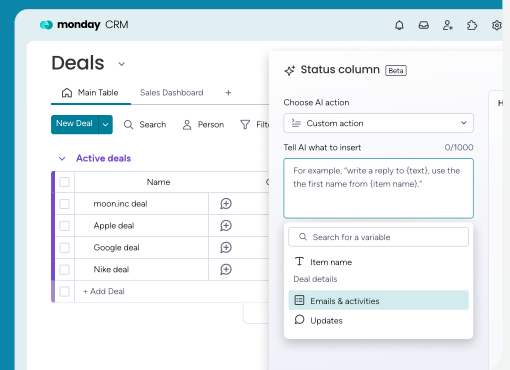 monday CRM
Deals
Main Table
Sales Dashboard
+
New Deal
Search
Person
Filt
Active deals
Name
moon.inc deal
Apple deal
Google deal
Nike deal
+ Add Deal
Status column Beta
Choose AI action
Custom action
Tell AI what to insert 0/1000
For example, "write a reply to {text}, use the
the first name from {item name}."
Search for a variable
Item name
Deal details
Emails & activities
Updates
H